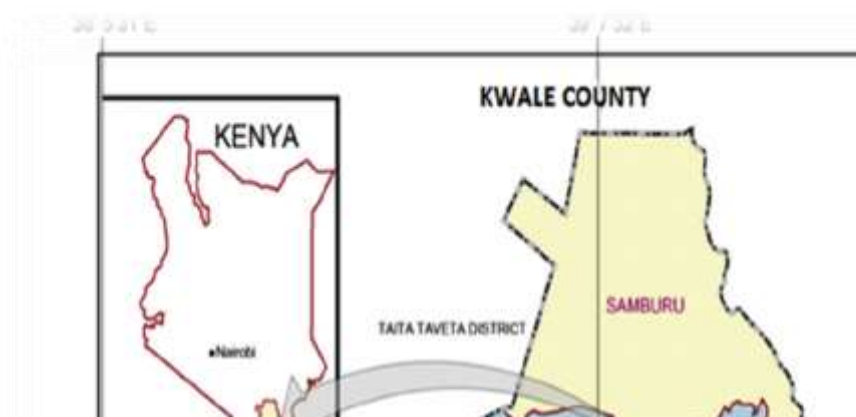 KWALE COUNTY
KENYA
SAMBURU
TAITA TAVETA DISTRICT
Nairobi